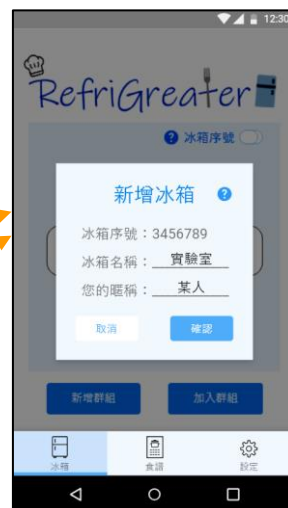 12:30
RefriGreater
冰箱序號
新增冰箱
冰箱序號：3456789
冰箱名稱：實驗室
您的暱稱：某人
取消 確認
新增群組 加入群組
冰箱 食譜 設定